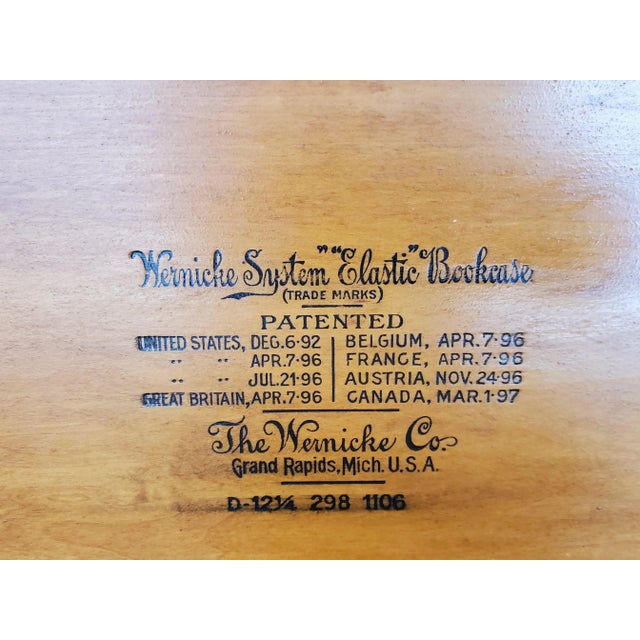 Wernicke System" "Elastic" Bookcase.
(TRADE MARKS)
PATENTED
UNITED STATES, DEC. 6·92 | BELGIUM, APR. 7·96
" " APR. 7·96 | FRANCE, APR. 7·96
" " JUL. 21·96 | AUSTRIA, NOV. 24·96
GREAT BRITAIN, APR. 7·96 | CANADA, MAR. 1·97
The Wernicke Co.
Grand Rapids, Mich. U.S.A.
D-12¼ 298 1106